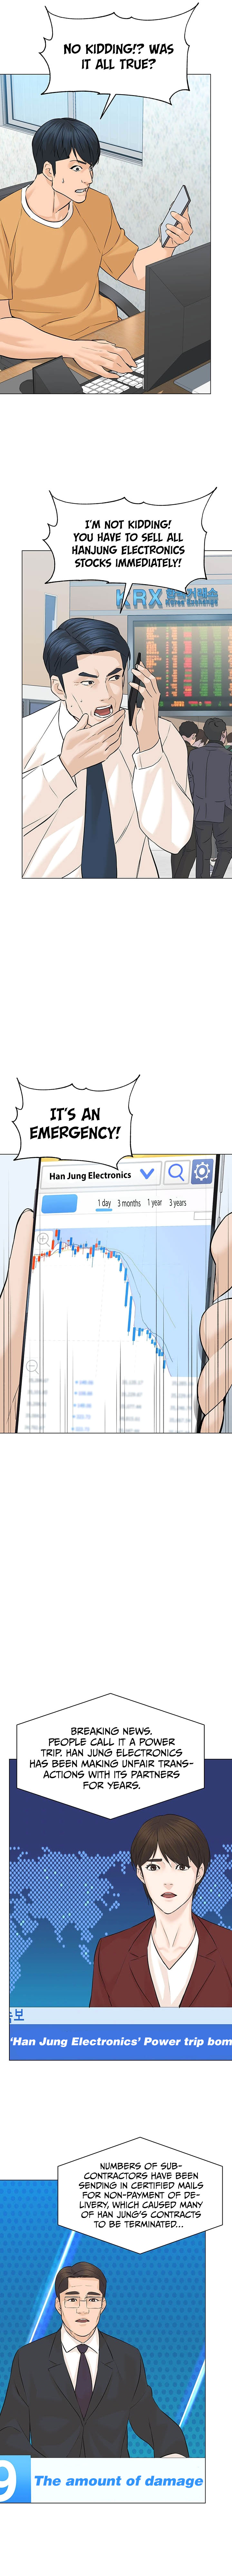 NO KIDDING!? WAS
IT ALL TRUE?
I'M NOT KIDDING!
YOU HAVE TO SELL ALL
HANJUNG ELECTRONICS
STOCKS IMMEDIATELY!
KRX
IT'S AN
EMERGENCY!
Han Jung Electronics
1 day 3 months 1 year 3 years
BREAKING NEWS.
PEOPLE CALL IT A POWER
TRIP. HAN JUNG ELECTRONICS
HAS BEEN MAKING UNFAIR TRANS-
ACTIONS WITH ITS PARTNERS
FOR YEARS.
보
'Han Jung Electronics' Power trip bom
NUMBERS OF SUB-
CONTRACTORS HAVE BEEN
SENDING IN CERTIFIED MAILS
FOR NON-PAYMENT OF DE-
LIVERY, WHICH CAUSED MANY
OF HAN JUNG'S CONTRACTS
TO BE TERMINATED...
9 The amount of damage